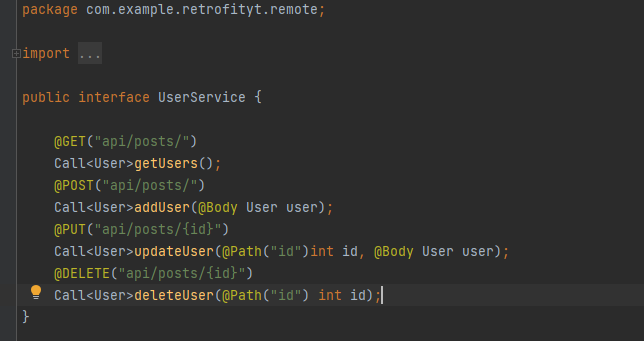 package com.example.retrofityt.remote;
import ...
public interface UserService {
@GET("api/posts/")
Call<User>getUsers();
@POST("api/posts/")
Call<User>addUser(@Body User user);
@PUT("api/posts/{id}")
Call<User>updateUser(@Path("id")int id, @Body User user);
@DELETE("api/posts/{id}")
Call<User>deleteUser(@Path("id") int id);
}